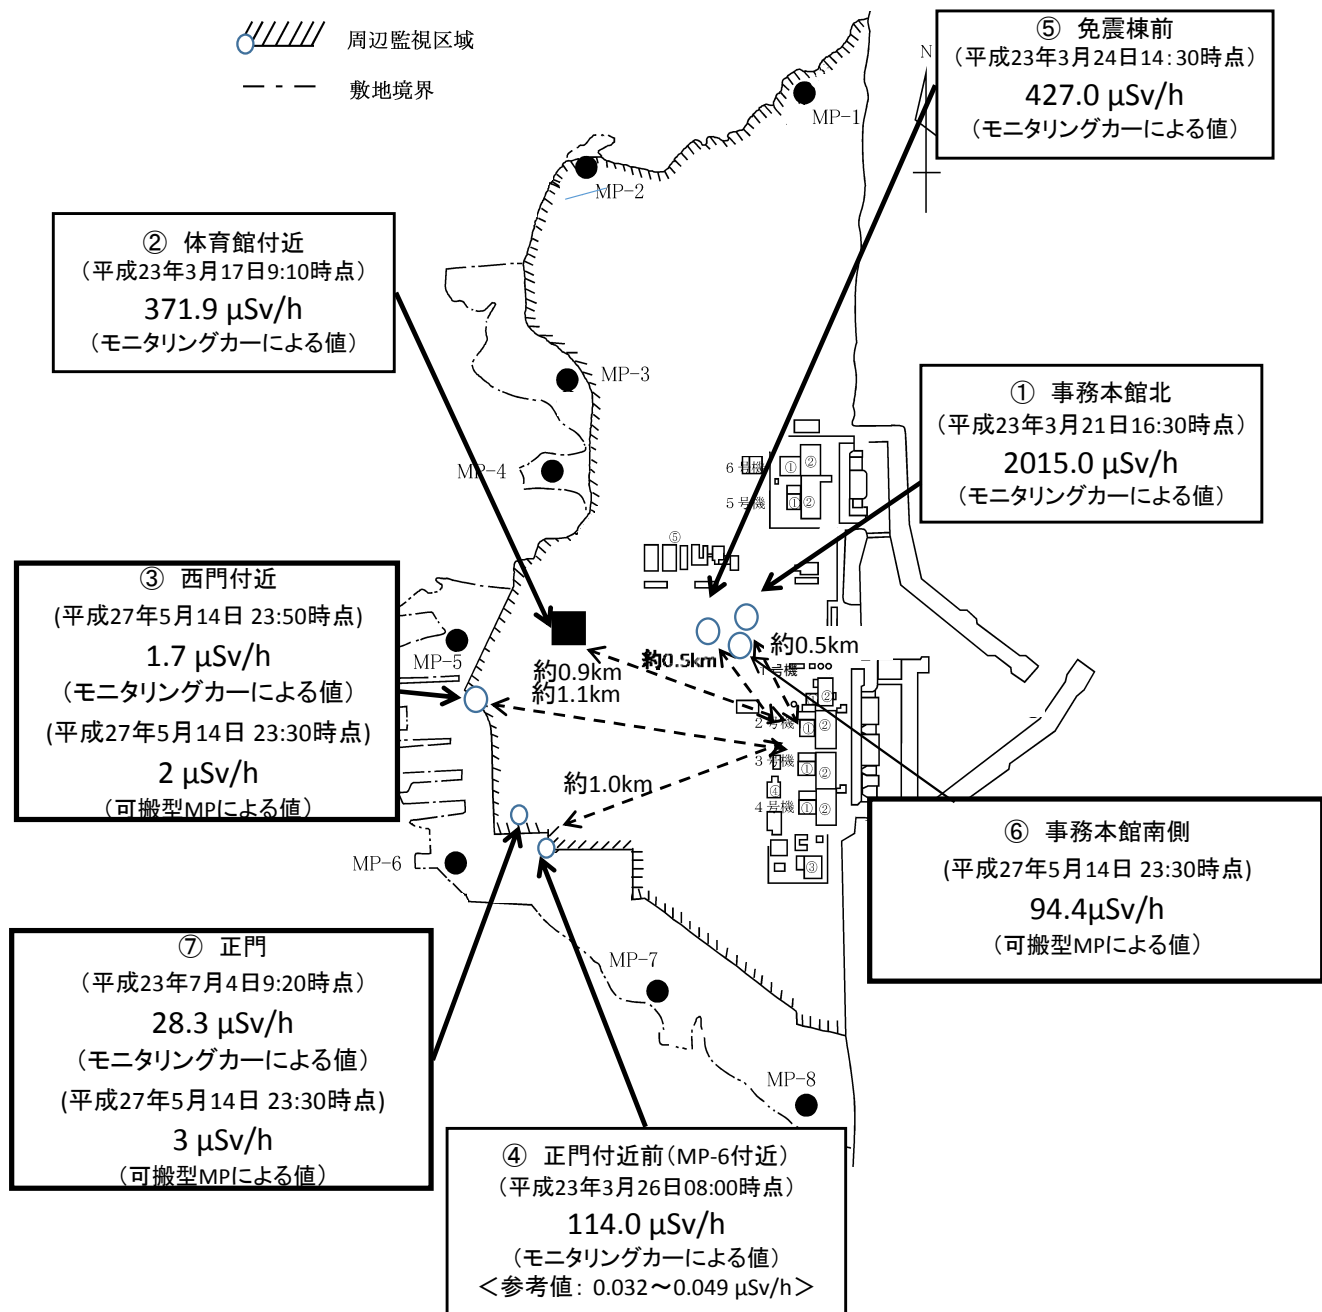 周辺監視区域
敷地境界
⑤ 免震棟前
（平成23年3月24日14:30時点）
427.0 µSv/h
（モニタリングカーによる値）
N
MP-1
MP-2
② 体育館付近
（平成23年3月17日9:10時点）
371.9 µSv/h
（モニタリングカーによる値）
MP-3
① 事務本館北
（平成23年3月21日16:30時点）
2015.0 µSv/h
（モニタリングカーによる値）
MP-4
6号機
① ②
5号機
① ②
⑤
③ 西門付近
(平成27年5月14日 23:50時点)
1.7 µSv/h
（モニタリングカーによる値）
(平成27年5月14日 23:30時点)
2 µSv/h
（可搬型MPによる値）
MP-5
約0.9km
約0.5km
約0.5km
約1.1km
1号機
②
2号機
① ②
3号機
① ②
④
約1.0km
4号機
① ②
③
MP-6
⑥ 事務本館南側
(平成27年5月14日 23:30時点)
94.4µSv/h
（可搬型MPによる値）
⑦ 正門
（平成23年7月4日9:20時点）
28.3 µSv/h
（モニタリングカーによる値）
(平成27年5月14日 23:30時点)
3 µSv/h
（可搬型MPによる値）
MP-7
MP-8
④ 正門付近前（MP-6付近）
（平成23年3月26日08:00時点）
114.0 µSv/h
（モニタリングカーによる値）
＜参考値：0.032～0.049 µSv/h＞